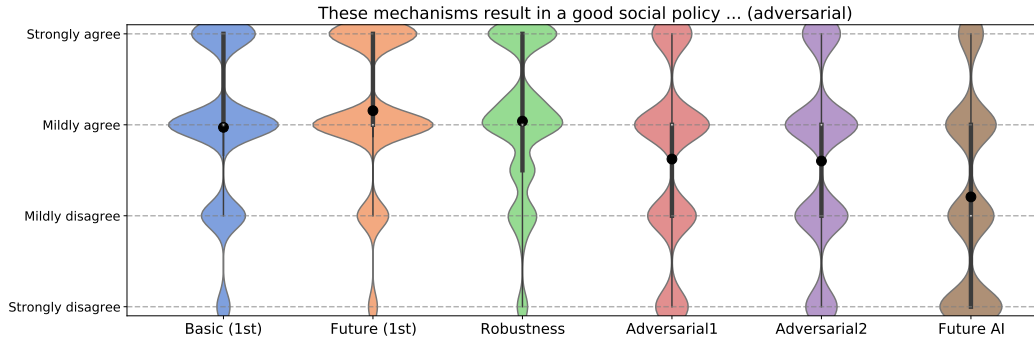 These mechanisms result in a good social policy ... (adversarial)
Strongly agree
Mildly agree
Mildly disagree
Strongly disagree
Basic (1st) Future (1st) Robustness Adversarial1 Adversarial2 Future AI